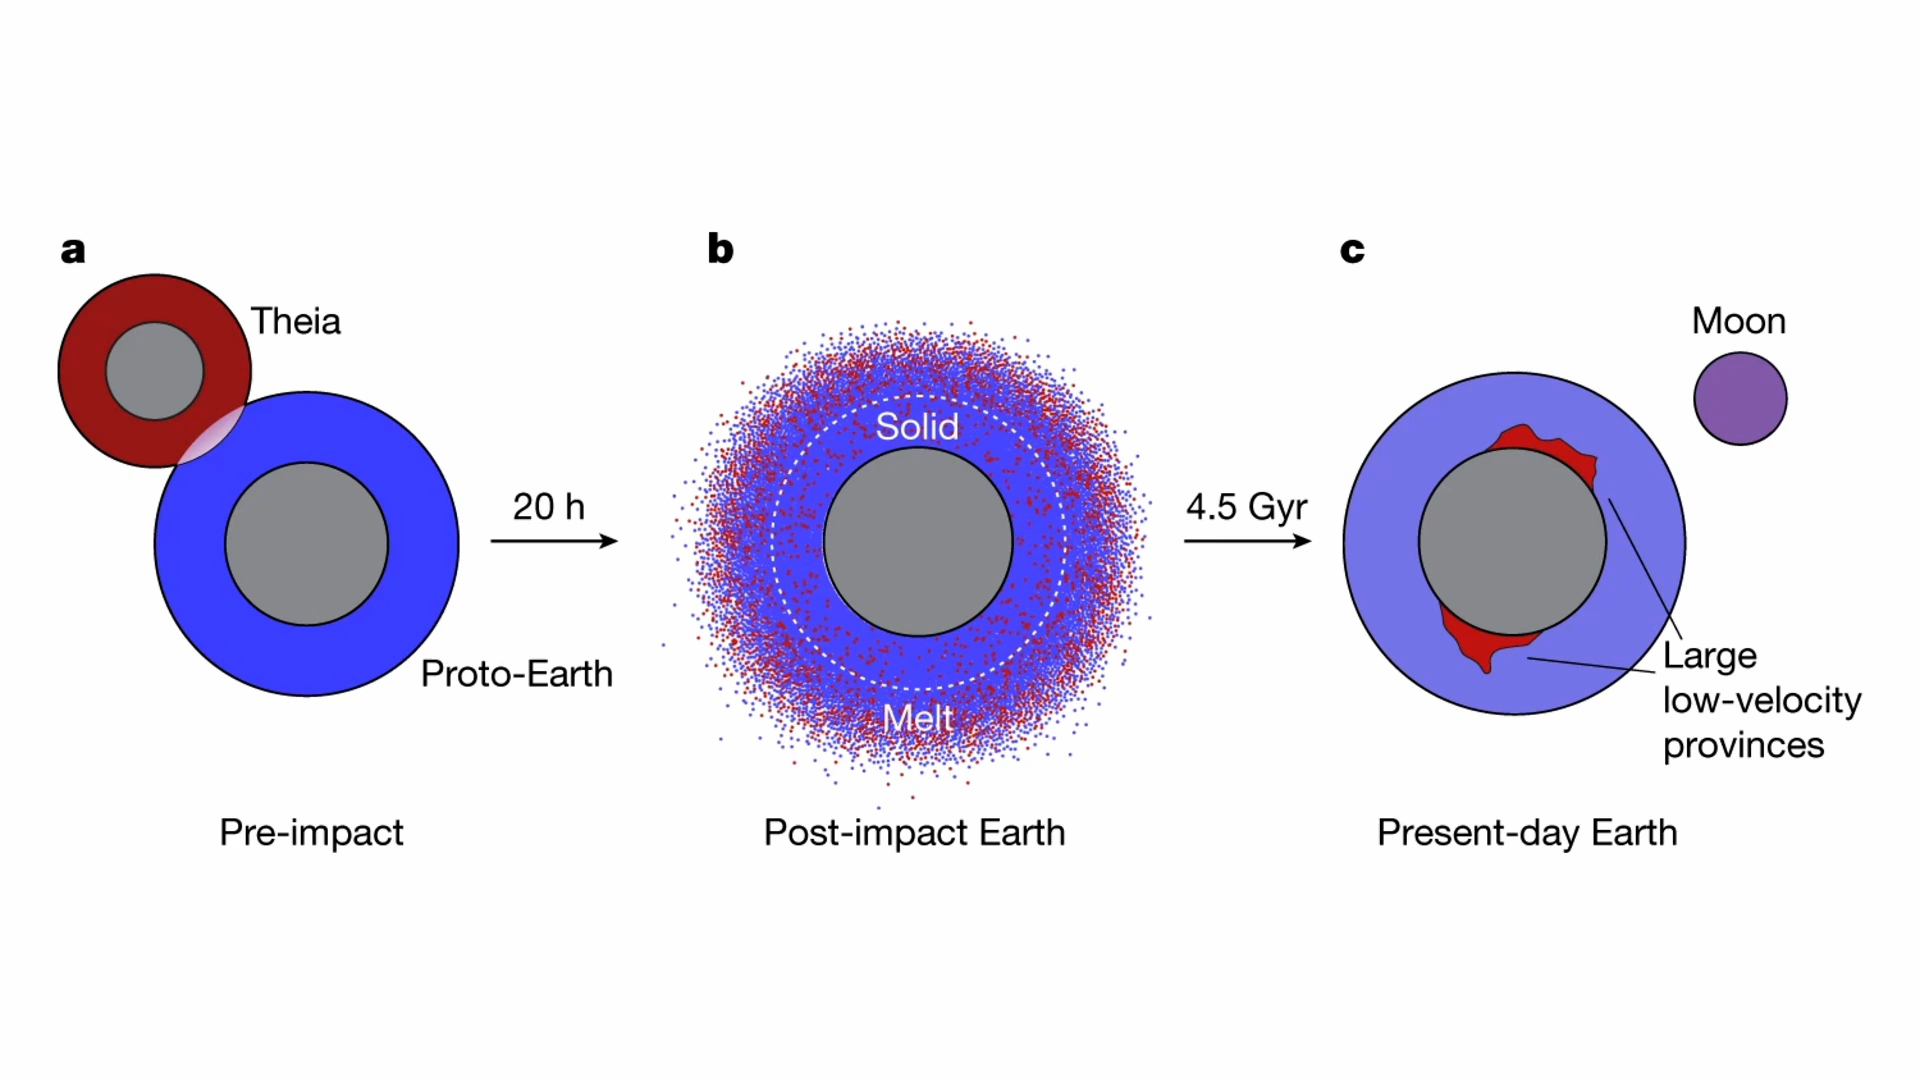 a
Theia
Proto-Earth
Pre-impact
20 h
b
Solid
Melt
Post-impact Earth
4.5 Gyr
c
Moon
Large
low-velocity
provinces
Present-day Earth